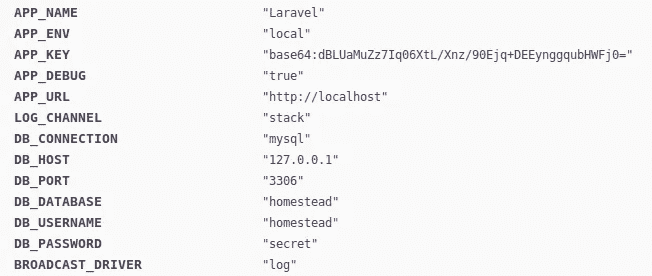 APP_NAME "Laravel"
APP_ENV "local"
APP_KEY "base64:dBLUaMuZz7Iq06XtL/Xnz/90Ejq+DEEynggqubHWFj0="
APP_DEBUG "true"
APP_URL "http://localhost"
LOG_CHANNEL "stack"
DB_CONNECTION "mysql"
DB_HOST "127.0.0.1"
DB_PORT "3306"
DB_DATABASE "homestead"
DB_USERNAME "homestead"
DB_PASSWORD "secret"
BROADCAST_DRIVER "log"